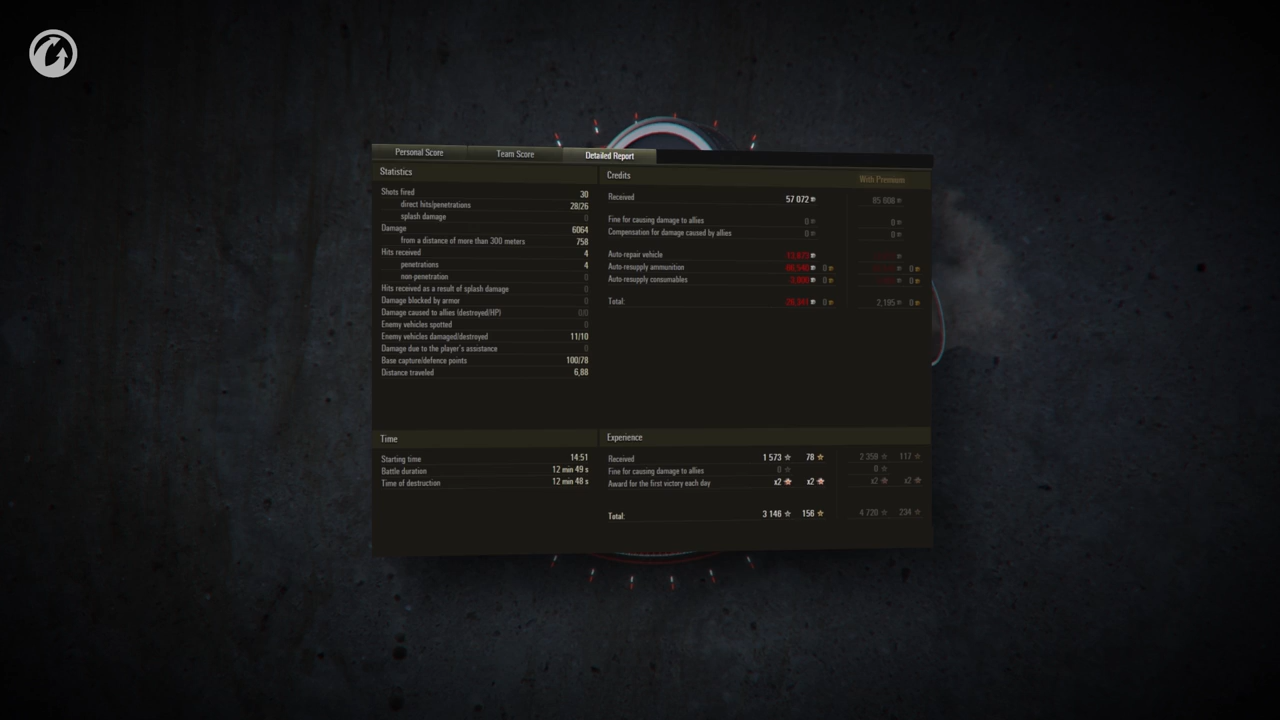 Personal Score Team Score Detailed Report
Statistics
Shots fired 30
direct hits/penetrations 28/26
splash damage 0
Damage 6064
from a distance of more than 300 meters 758
Hits received 4
penetrations 4
non-penetration 0
Hits received as a result of splash damage 0
Damage blocked by armor 0
Damage caused to allies (destroyed/HP) 0/0
Enemy vehicles spotted 0
Enemy vehicles damaged/destroyed 11/10
Damage due to the player's assistance 0
Base capture/defence points 100/78
Distance traveled 6,88
Credits With Premium
Received 57 072 85 608
Fine for causing damage to allies 0 0
Compensation for damage caused by allies 0 0
Auto-repair vehicle
Auto-resupply ammunition 0 0
Auto-resupply consumables 0 0
Total: 0 2,195 0
Time
Starting time 14:51
Battle duration 12 min 49 s
Time of destruction 12 min 48 s
Experience
Received 1 573 78 117
Fine for causing damage to allies 0 0
Award for the first victory each day x2 x2 x2 x2
Total: 3 146 156 4 720 234